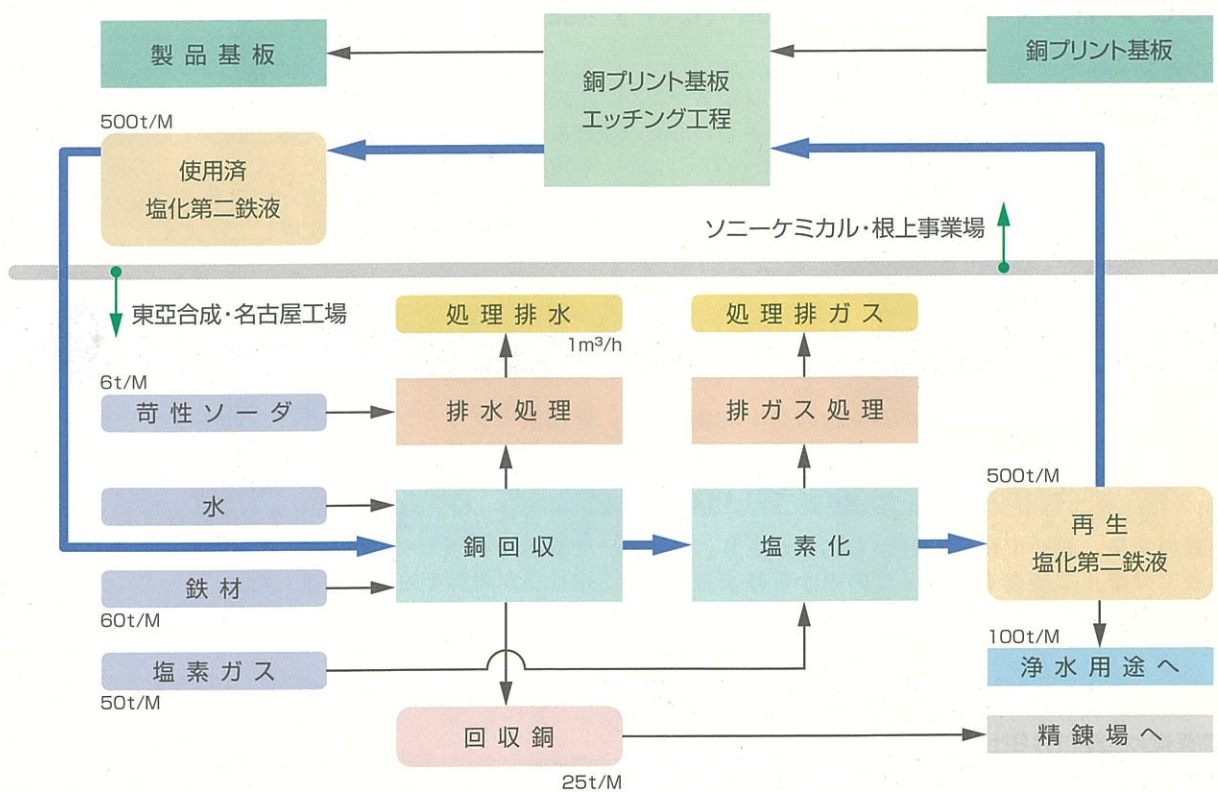 製品基板
銅プリント基板
エッチング工程
銅プリント基板
500t/M
使用済
塩化第二鉄液
ソニーケミカル・根上事業場
東亞合成・名古屋工場
処理排水
1m³/h
処理排ガス
6t/M
苛性ソーダ
排水処理
排ガス処理
水
銅回収
塩素化
500t/M
再生
塩化第二鉄液
鉄材
60t/M
100t/M
塩素ガス
50t/M
浄水用途へ
回収銅
25t/M
精錬場へ